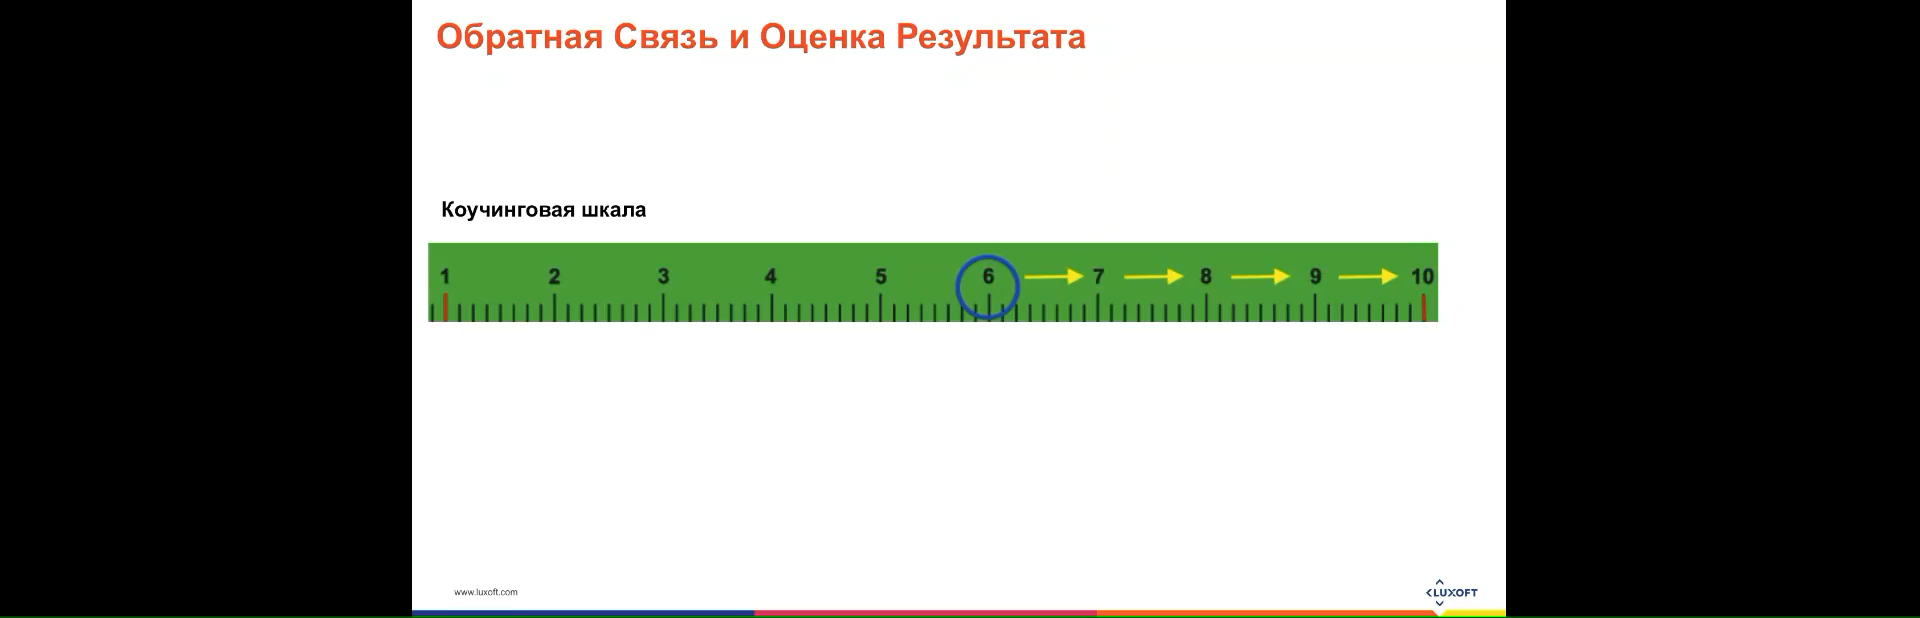 Обратная Связь и Оценка Результата
Коучинговая шкала
1 2 3 4 5 6 7 8 9 10
www.luxoft.com
LUXOFT